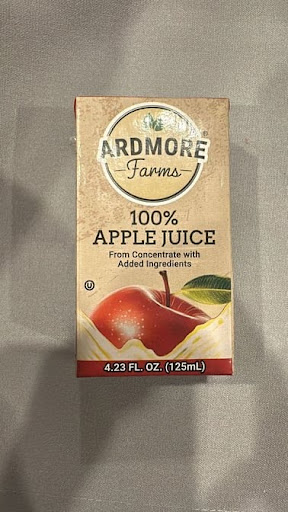 ARDMORE®
Farms
100%
APPLE JUICE
From Concentrate with
Added Ingredients
U
4.23 FL. OZ. (125mL)